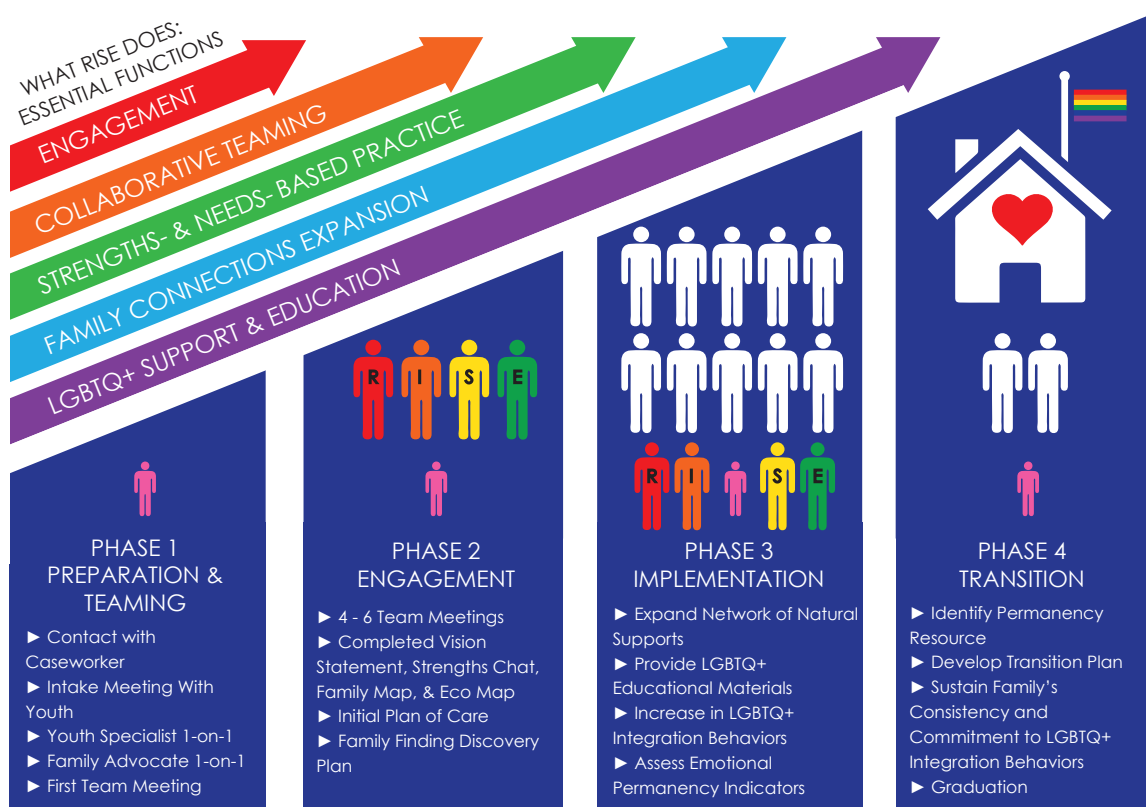 WHAT RISE DOES:
ESSENTIAL FUNCTIONS
ENGAGEMENT
COLLABORATIVE TEAMING
STRENGTHS- & NEEDS- BASED PRACTICE
FAMILY CONNECTIONS EXPANSION
LGBTQ+ SUPPORT & EDUCATION
PHASE 1
PREPARATION &
TEAMING
► Contact with
Caseworker
► Intake Meeting With
Youth
► Youth Specialist 1-on-1
► Family Advocate 1-on-1
► First Team Meeting
R I S E
PHASE 2
ENGAGEMENT
► 4 - 6 Team Meetings
► Completed Vision
Statement, Strengths Chat,
Family Map, & Eco Map
► Initial Plan of Care
► Family Finding Discovery
Plan
R I S E
PHASE 3
IMPLEMENTATION
► Expand Network of Natural
Supports
► Provide LGBTQ+
Educational Materials
► Increase in LGBTQ+
Integration Behaviors
► Assess Emotional
Permanency Indicators
PHASE 4
TRANSITION
► Identify Permanency
Resource
► Develop Transition Plan
► Sustain Family’s
Consistency and
Commitment to LGBTQ+
Integration Behaviors
► Graduation